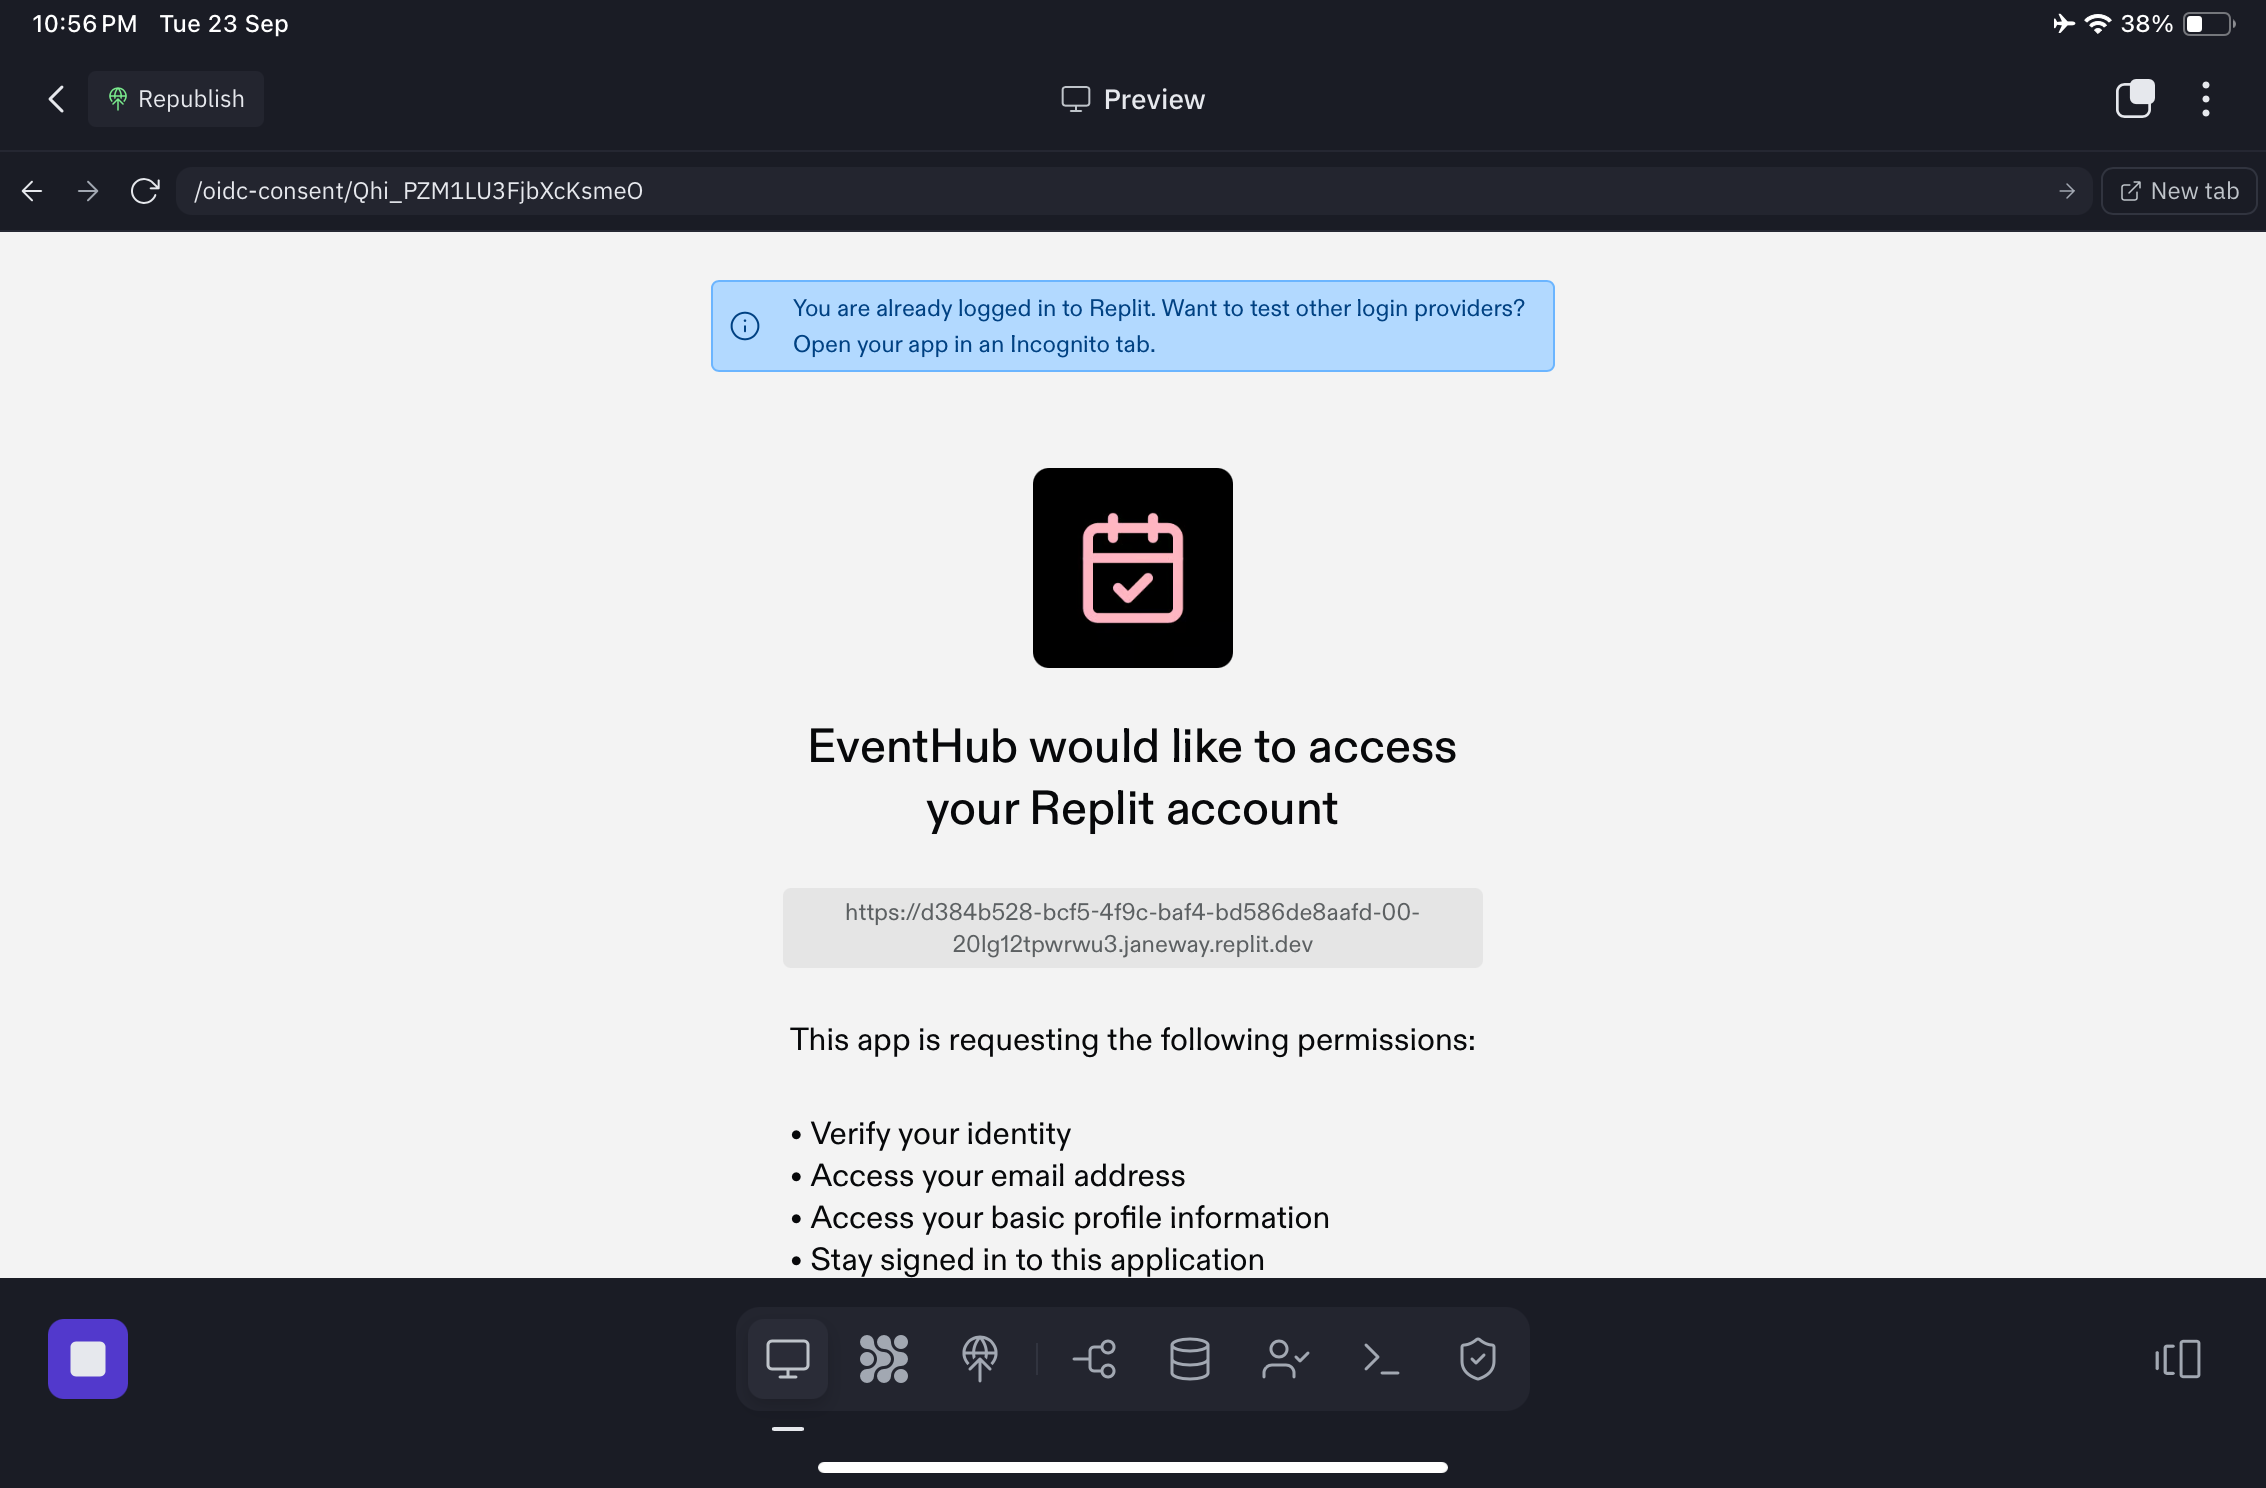 10:56 PM Tue 23 Sep
38%
Republish
Preview
/oidc-consent/Qhi_PZM1LU3FjbXcKsmeO
New tab
You are already logged in to Replit. Want to test other login providers?
Open your app in an Incognito tab.
EventHub would like to access
your Replit account
https://d384b528-bcf5-4f9c-baf4-bd586de8aafd-00-
20lg12tpwrwu3.janeway.replit.dev
This app is requesting the following permissions:
• Verify your identity
• Access your email address
• Access your basic profile information
• Stay signed in to this application